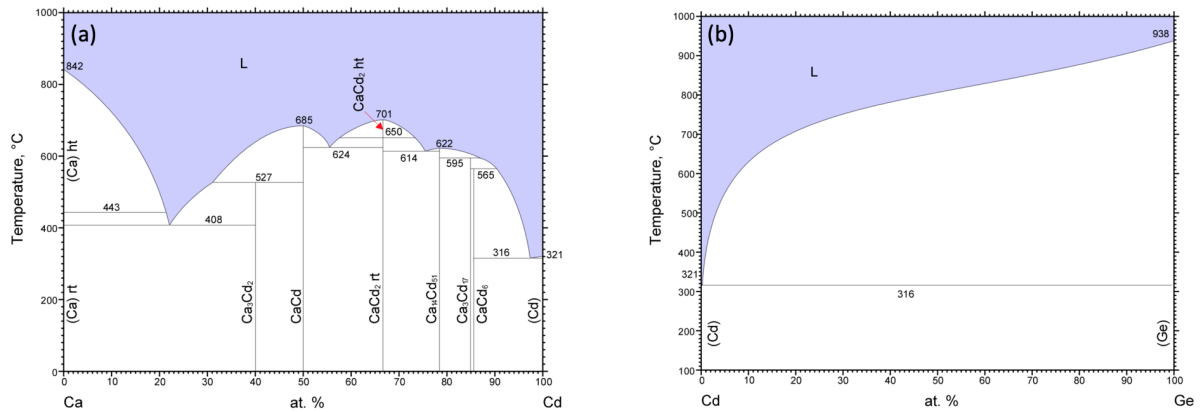 (a)
L
842
CaCd₂ ht
701
685
650
622
624
614
595
565
527
(Ca) ht
443
408
316
321
(Ca) rt
Ca₃Cd₂
CaCd
CaCd₂ rt
Ca₁₄Cd₅₁
Ca₃Cd₁₇
CaCd₆
(Cd)
Temperature, °C
1000
800
600
400
200
0
0 10 20 30 40 50 60 70 80 90 100
Ca at. % Cd
(b)
L
938
321
316
(Cd)
(Ge)
Temperature, °C
1000
900
800
700
600
500
400
300
200
100
0 10 20 30 40 50 60 70 80 90 100
Cd at. % Ge